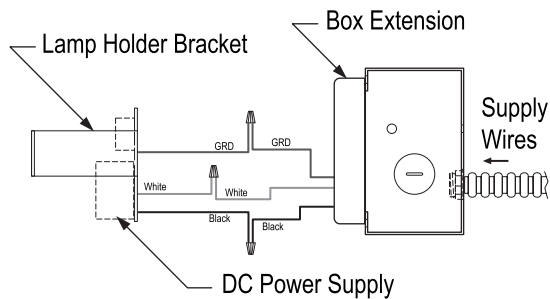 Box Extension
Lamp Holder Bracket
Supply
Wires
GRD
GRD
White
White
Black
Black
DC Power Supply